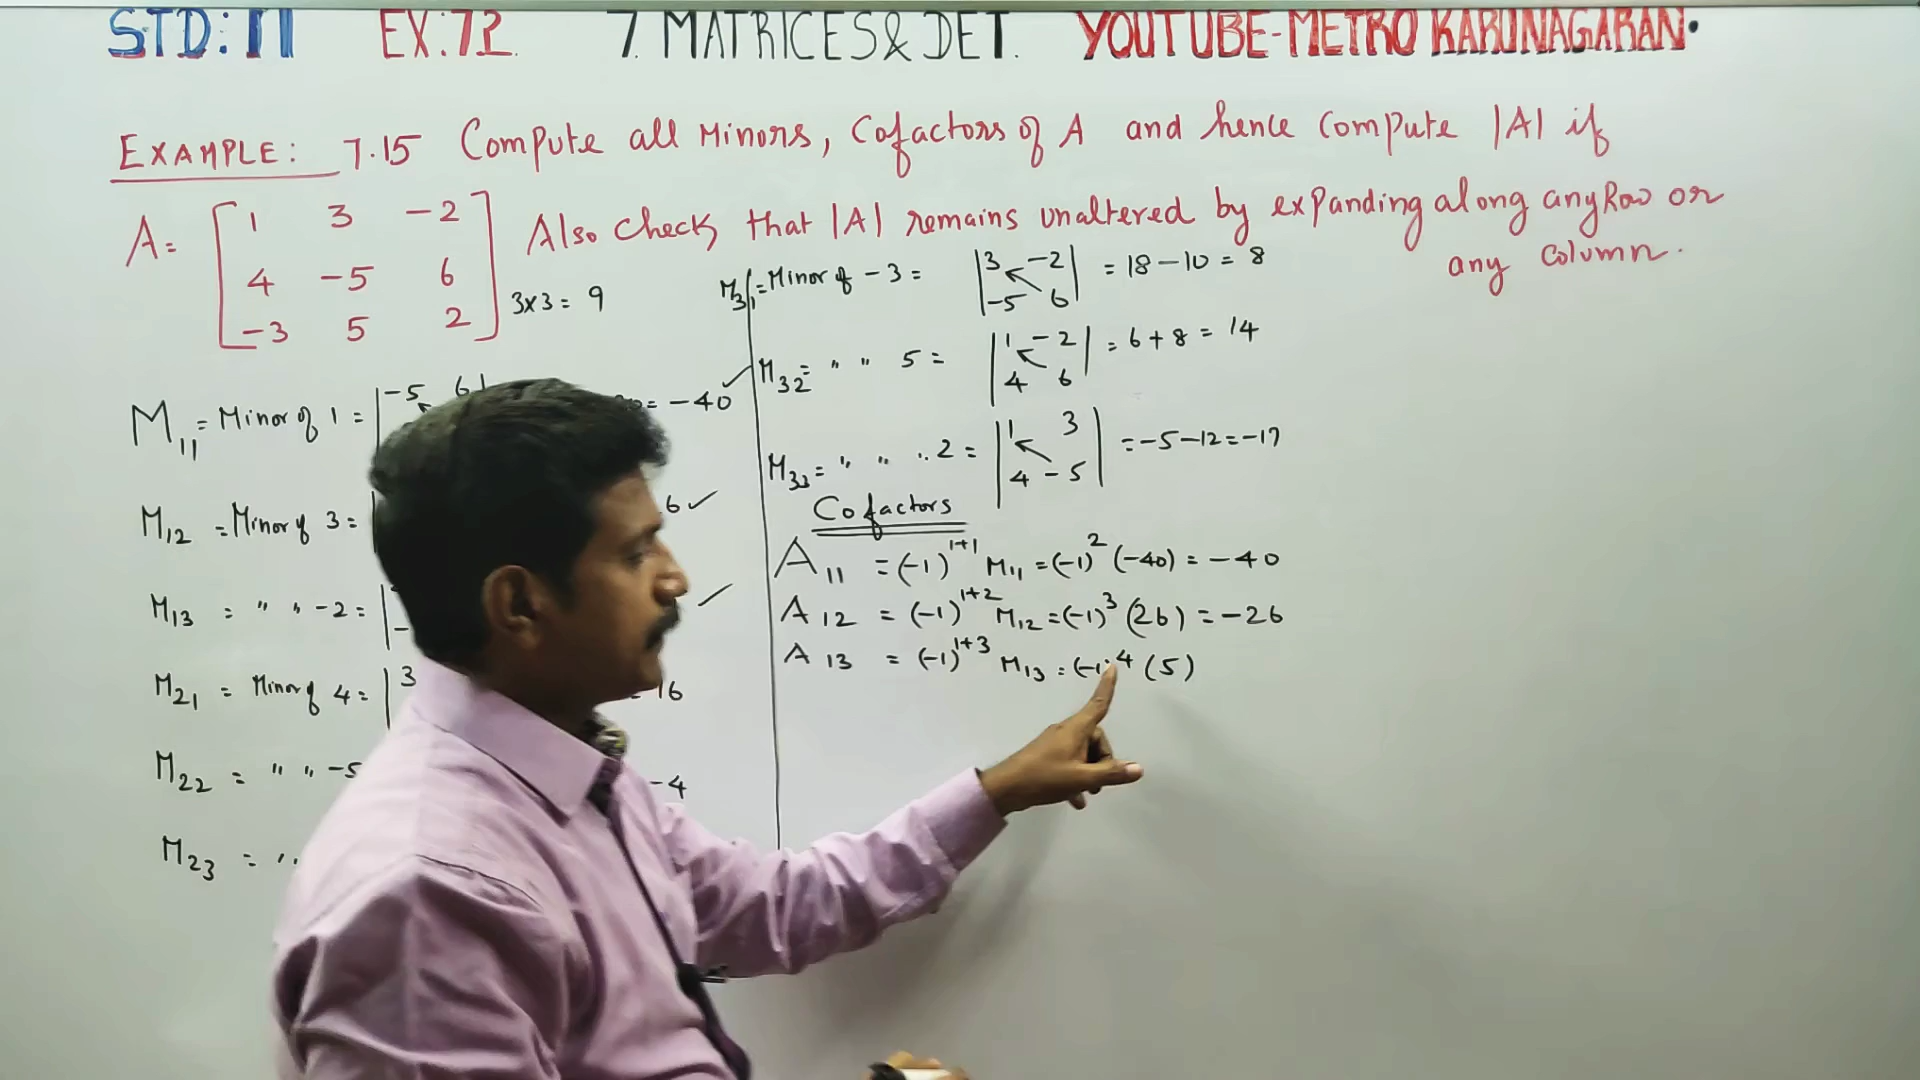 STD: 11 EX: 7.2. 7. MATRICES & DET. YOUTUBE-METRO KARUNAGARAN.
EXAMPLE: 7.15 Compute all Minors, Cofactors of A and hence compute |A| if
A = [ 1 3 -2
4 -5 6
-3 5 2 ]
Also check that |A| remains unaltered by expanding along any Row or
any column.
3x3 = 9
M11 = Minor of 1 = | -5 6 | = -40
M12 = Minor of 3 = 6 ✓
M13 = " " -2 =
M21 = Minor of 4 = | 3 16
M22 = " " -5 -4
M23 = "
M31 = Minor of -3 = | 3 -2 | = 18 - 10 = 8
| -5 6 |
M32 = " " 5 = | 1 -2 | = 6 + 8 = 14
| 4 6 |
M33 = " " " 2 = | 1 3 | = -5 - 12 = -17
| 4 -5 |
Cofactors
A11 = (-1)^1+1 M11 = (-1)^2 (-40) = -40
A12 = (-1)^1+2 M12 = (-1)^3 (26) = -26
A13 = (-1)^1+3 M13 = (-1)^4 (5)